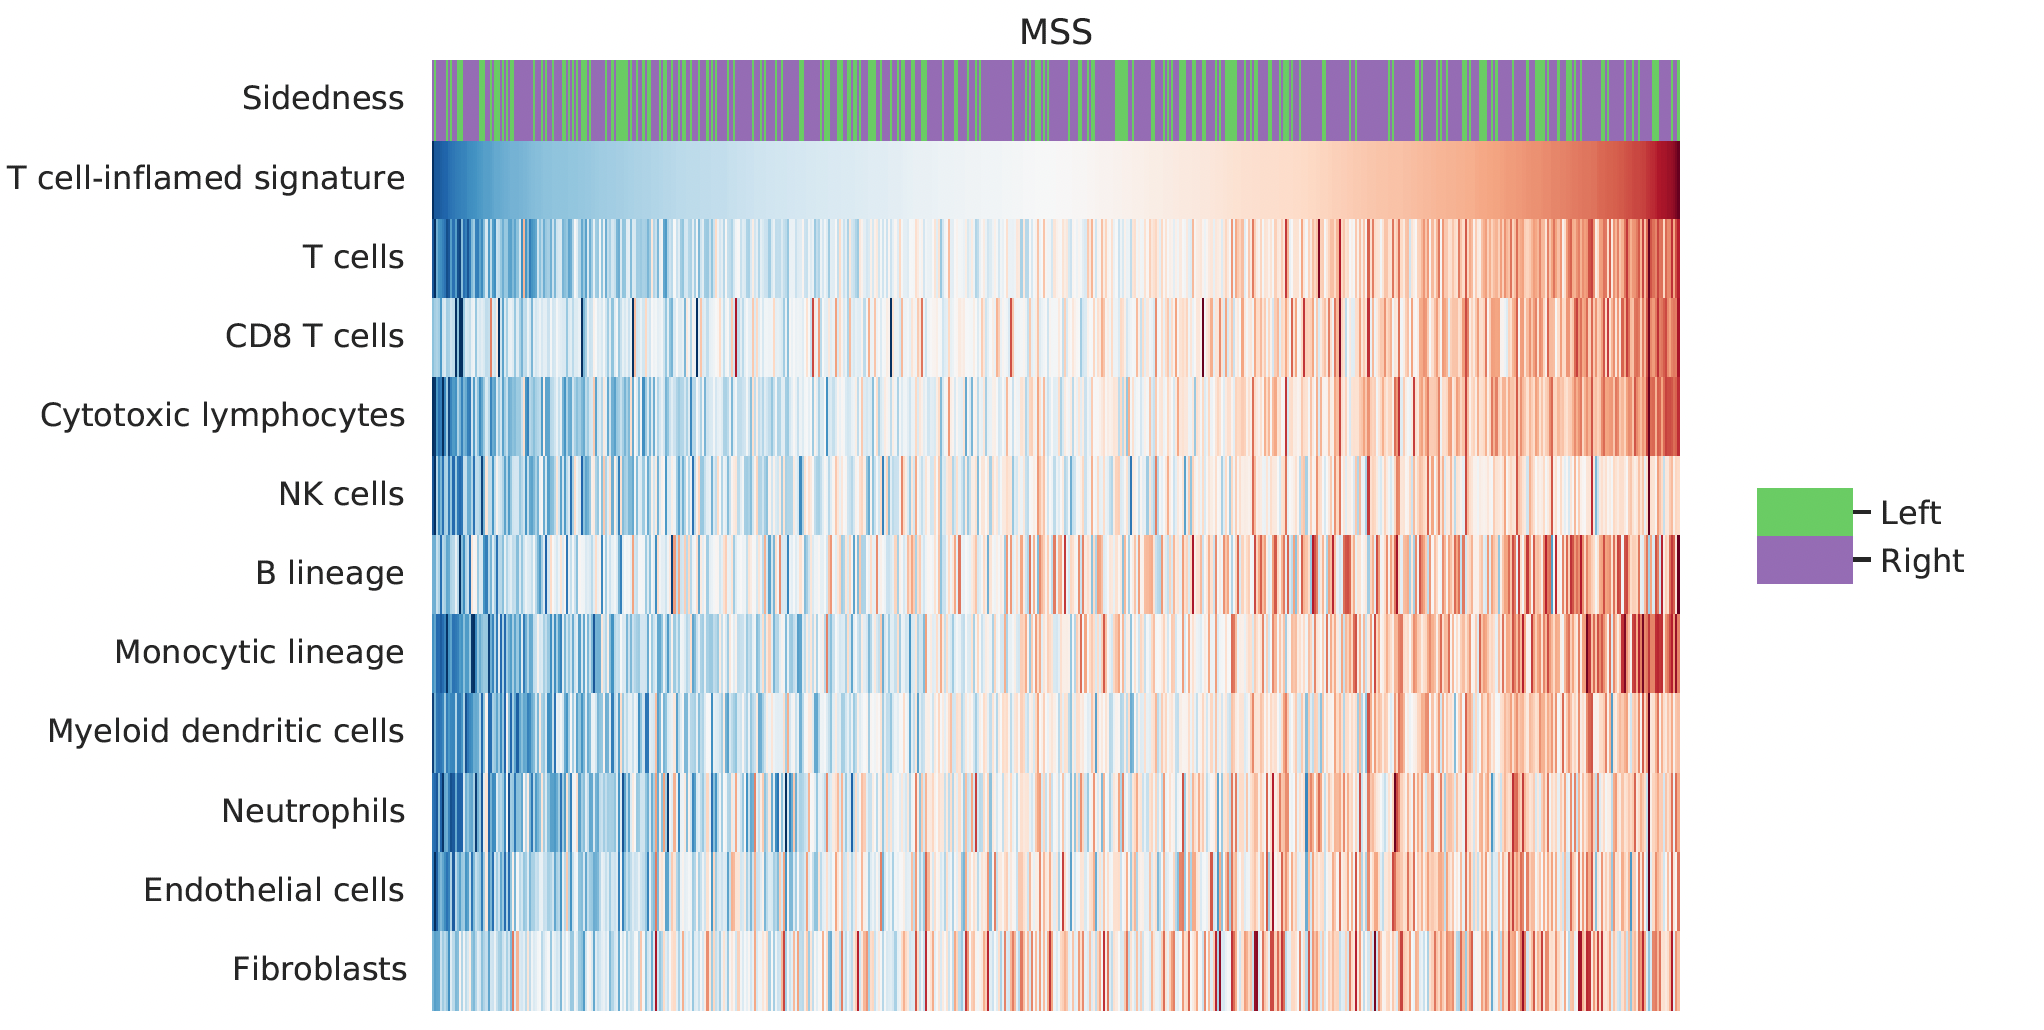 MSS
Sidedness
T cell-inflamed signature
T cells
CD8 T cells
Cytotoxic lymphocytes
NK cells
B lineage
Monocytic lineage
Myeloid dendritic cells
Neutrophils
Endothelial cells
Fibroblasts
Left
Right